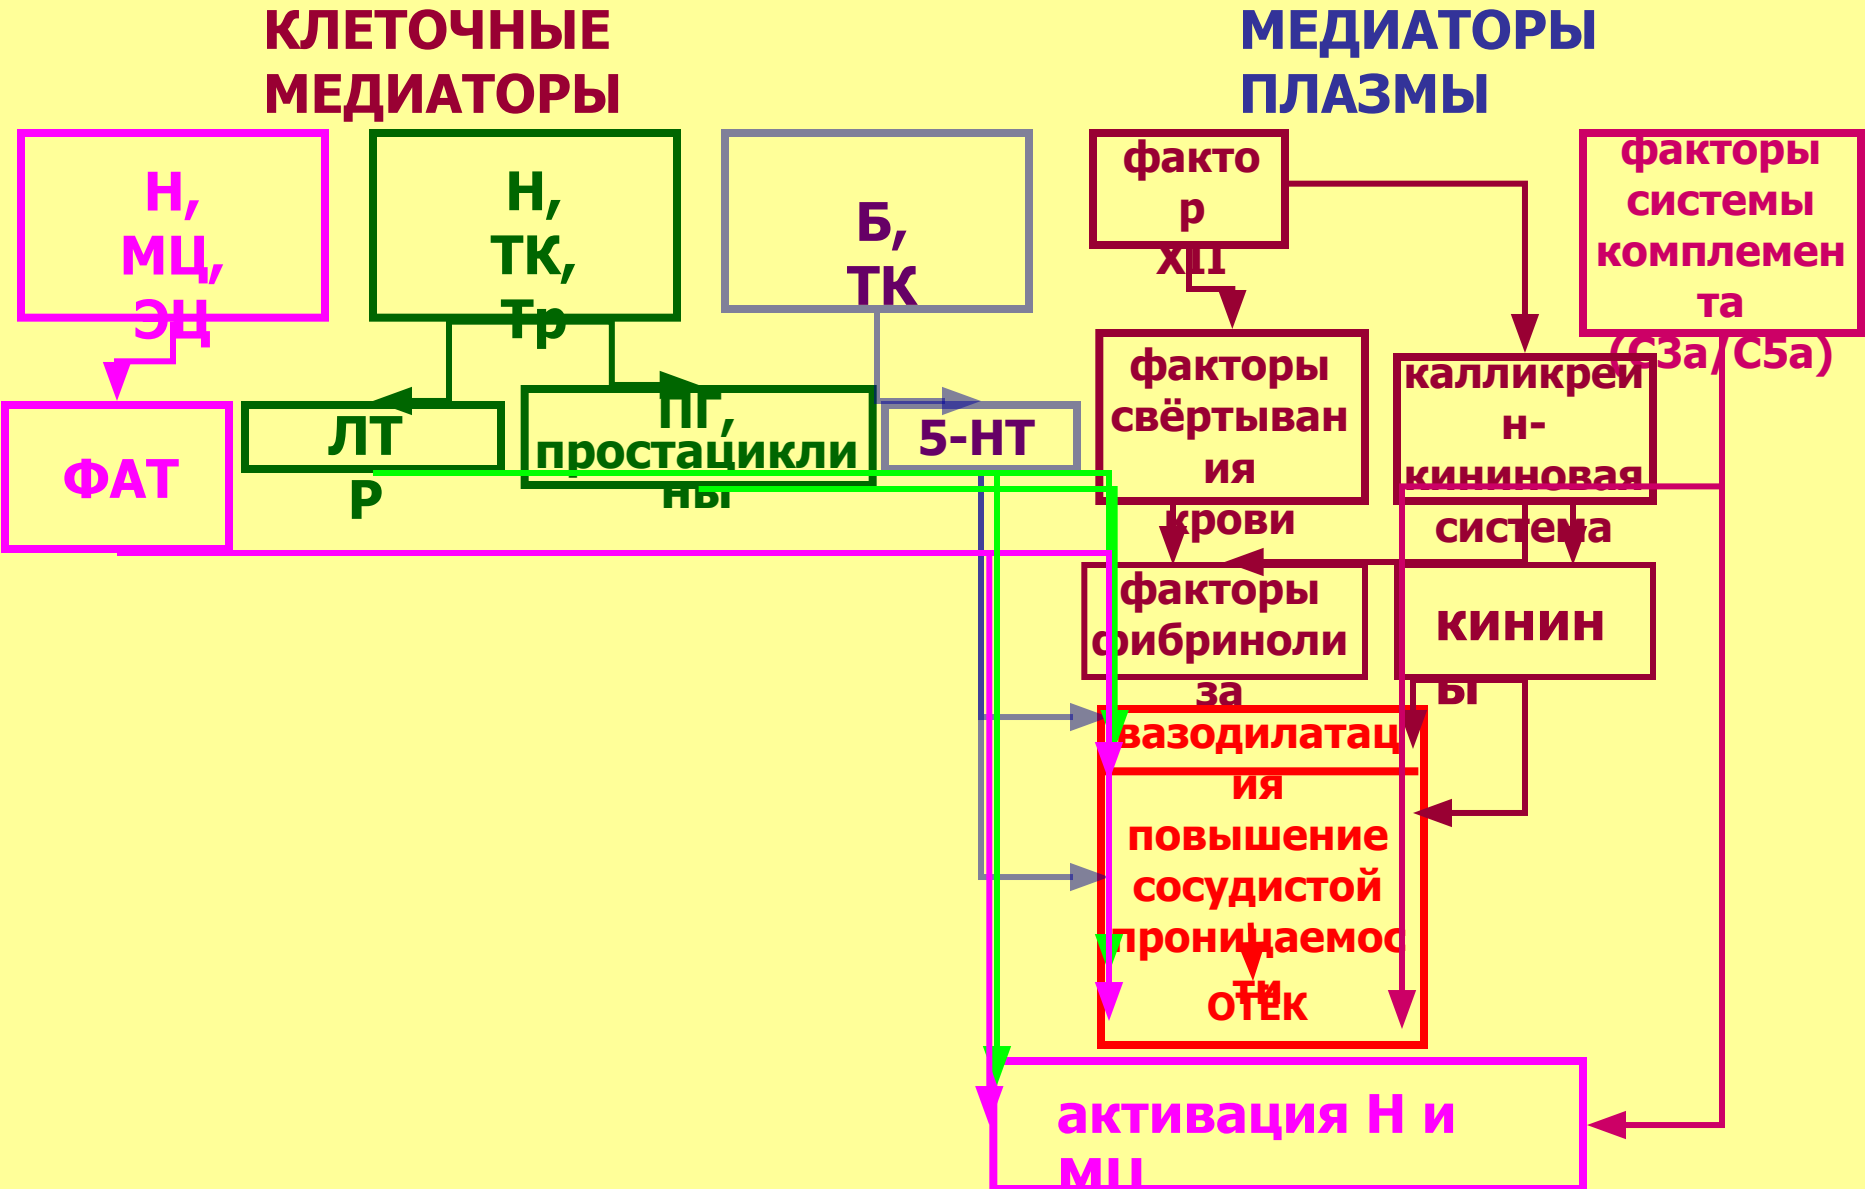 КЛЕТОЧНЫЕ
МЕДИАТОРЫ
МЕДИАТОРЫ
ПЛАЗМЫ
Н,
МЦ,
ЭЦ
Н,
ТК,
Тр
Б,
ТК
факто
р
XII
факторы
системы
комплемен
та
(С3а/С5а)
ФАТ
ЛТ
Р
ПГ,
простацикли
ны
5-НТ
факторы
свёртыван
ия
крови
калликреи
н-
кининовая
система
факторы
фибриноли
за
кинин
ы
вазодилатац
ия
повышение
сосудистой
проницаемос
ти
ОТЕК
активация Н и
МЦ